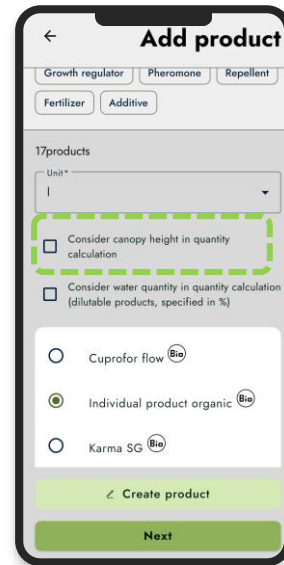 Add product
Growth regulator Pheromone Repellent
Fertilizer Additive
17products
Unit*
l
Consider canopy height in quantity
calculation
Consider water quantity in quantity calculation
(dilutable products, specified in %)
Cuprofor flow Bio
Individual product organic Bio
Karma SG Bio
Create product
Next